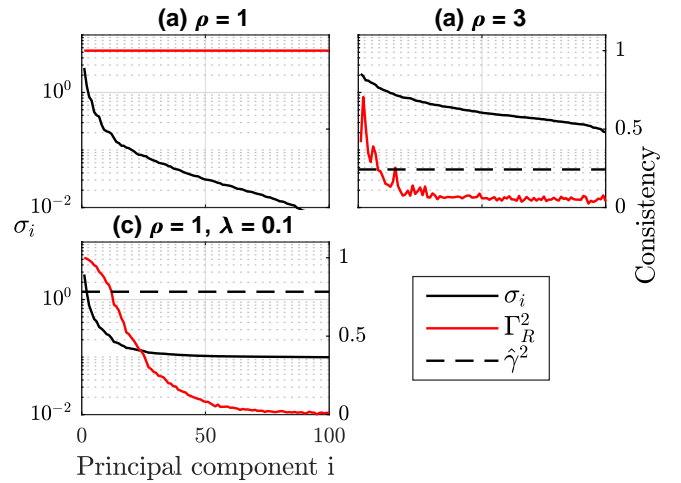 (a) ρ = 1
(a) ρ = 3
10⁰
10⁻²
1
0.5
0
σᵢ
Consistency
(c) ρ = 1, λ = 0.1
10⁰
10⁻²
1
0.5
0
0
50
100
Principal component i
σᵢ
Γ²_R
γ̂²